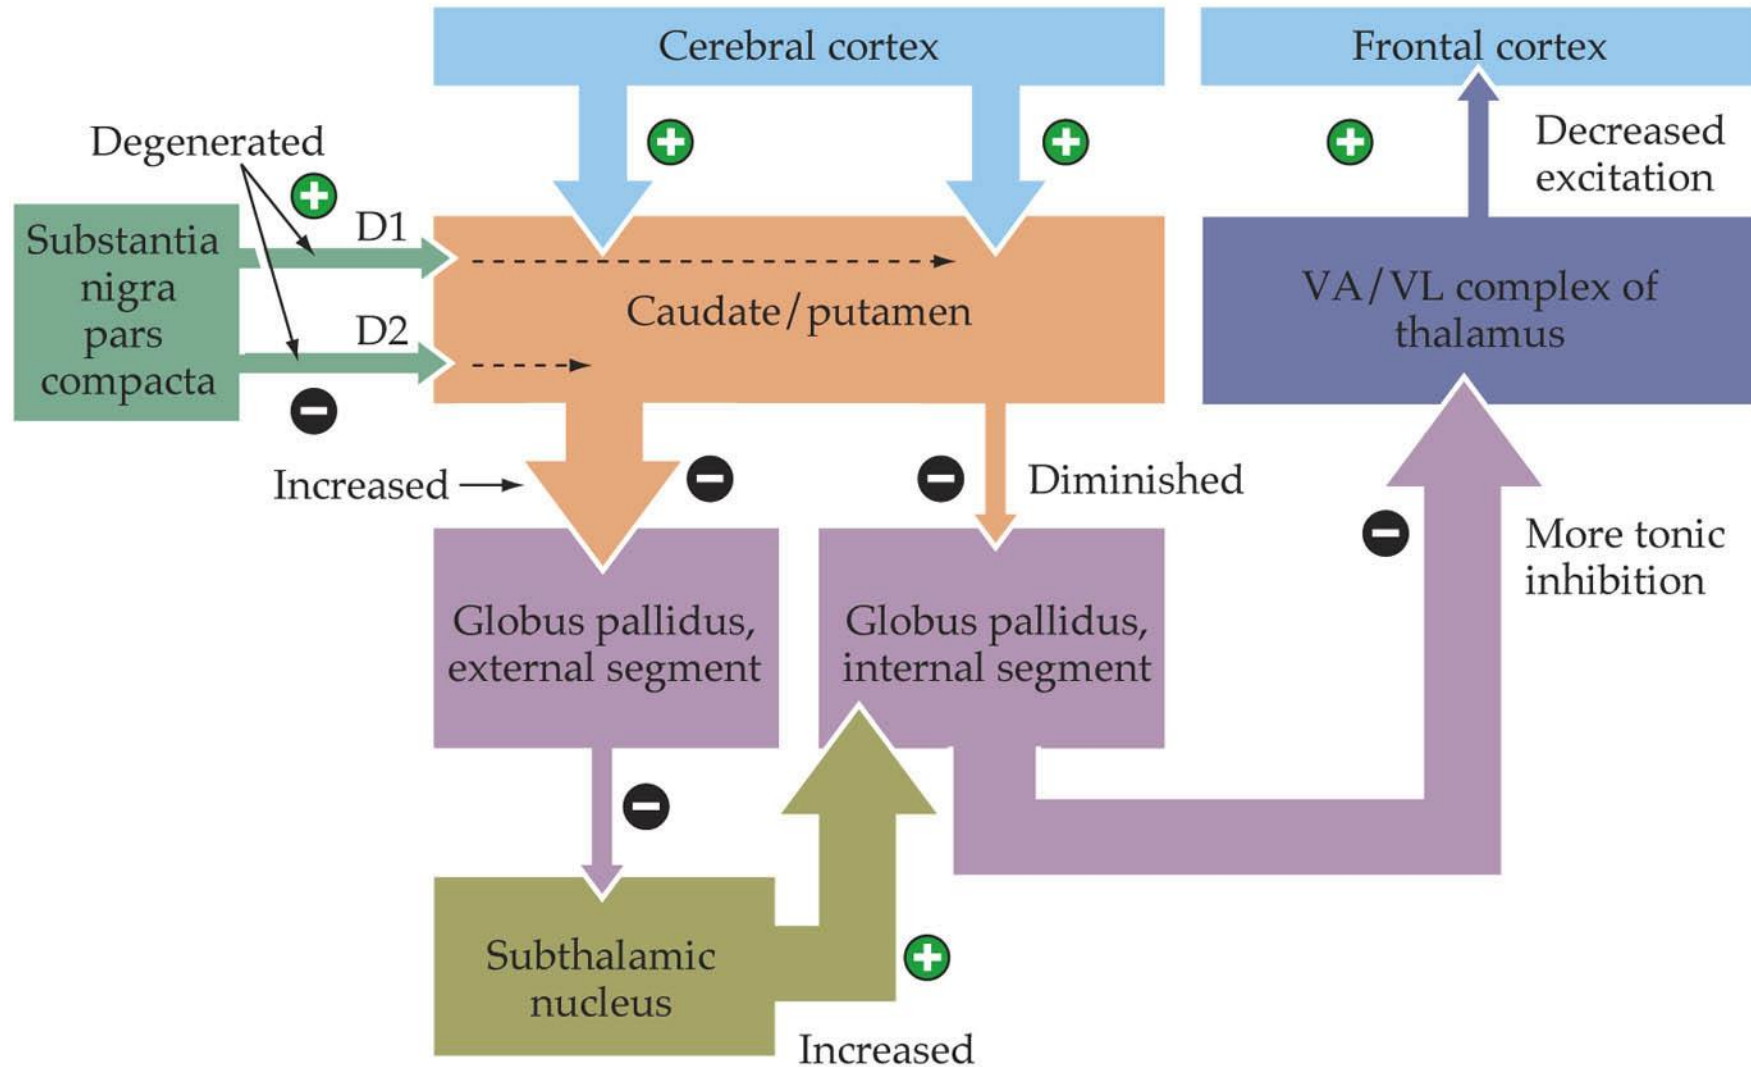 Cerebral cortex
Frontal cortex
Degenerated
Decreased
excitation
D1
Substantia
nigra
pars
compacta
D2
Caudate/putamen
VA/VL complex of
thalamus
Increased
Diminished
More tonic
inhibition
Globus pallidus,
external segment
Globus pallidus,
internal segment
Subthalamic
nucleus
Increased